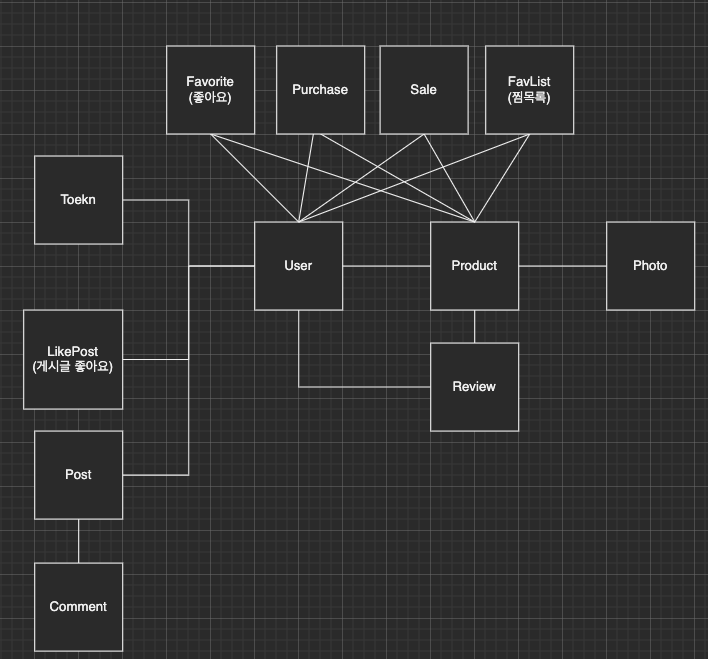 Favorite
(좋아요)
Purchase
Sale
FavList
(찜목록)
Toekn
User
Product
Photo
LikePost
(게시글 좋아요)
Review
Post
Comment